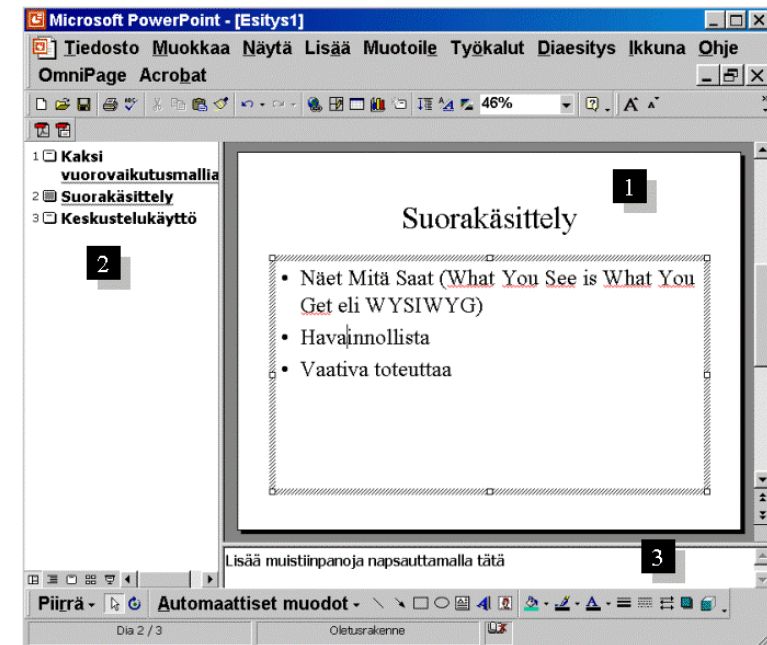 Microsoft PowerPoint - [Esitys1]
Tiedosto Muokkaa Näytä Lisää Muotoile Työkalut Diaesitys Ikkuna Ohje
OmniPage Acrobat
46%
1 Kaksi
vuorovaikutusmallia
2 Suorakäsittely
3 Keskustelukäyttö
2
1
Suorakäsittely
• Näet Mitä Saat (What You See is What You
Get eli WYSIWYG)
• Havainnollista
• Vaativa toteuttaa
Lisää muistiinpanoja napsauttamalla tätä
3
Piirrä Automaattiset muodot
Dia 2 / 3 Oletusrakenne